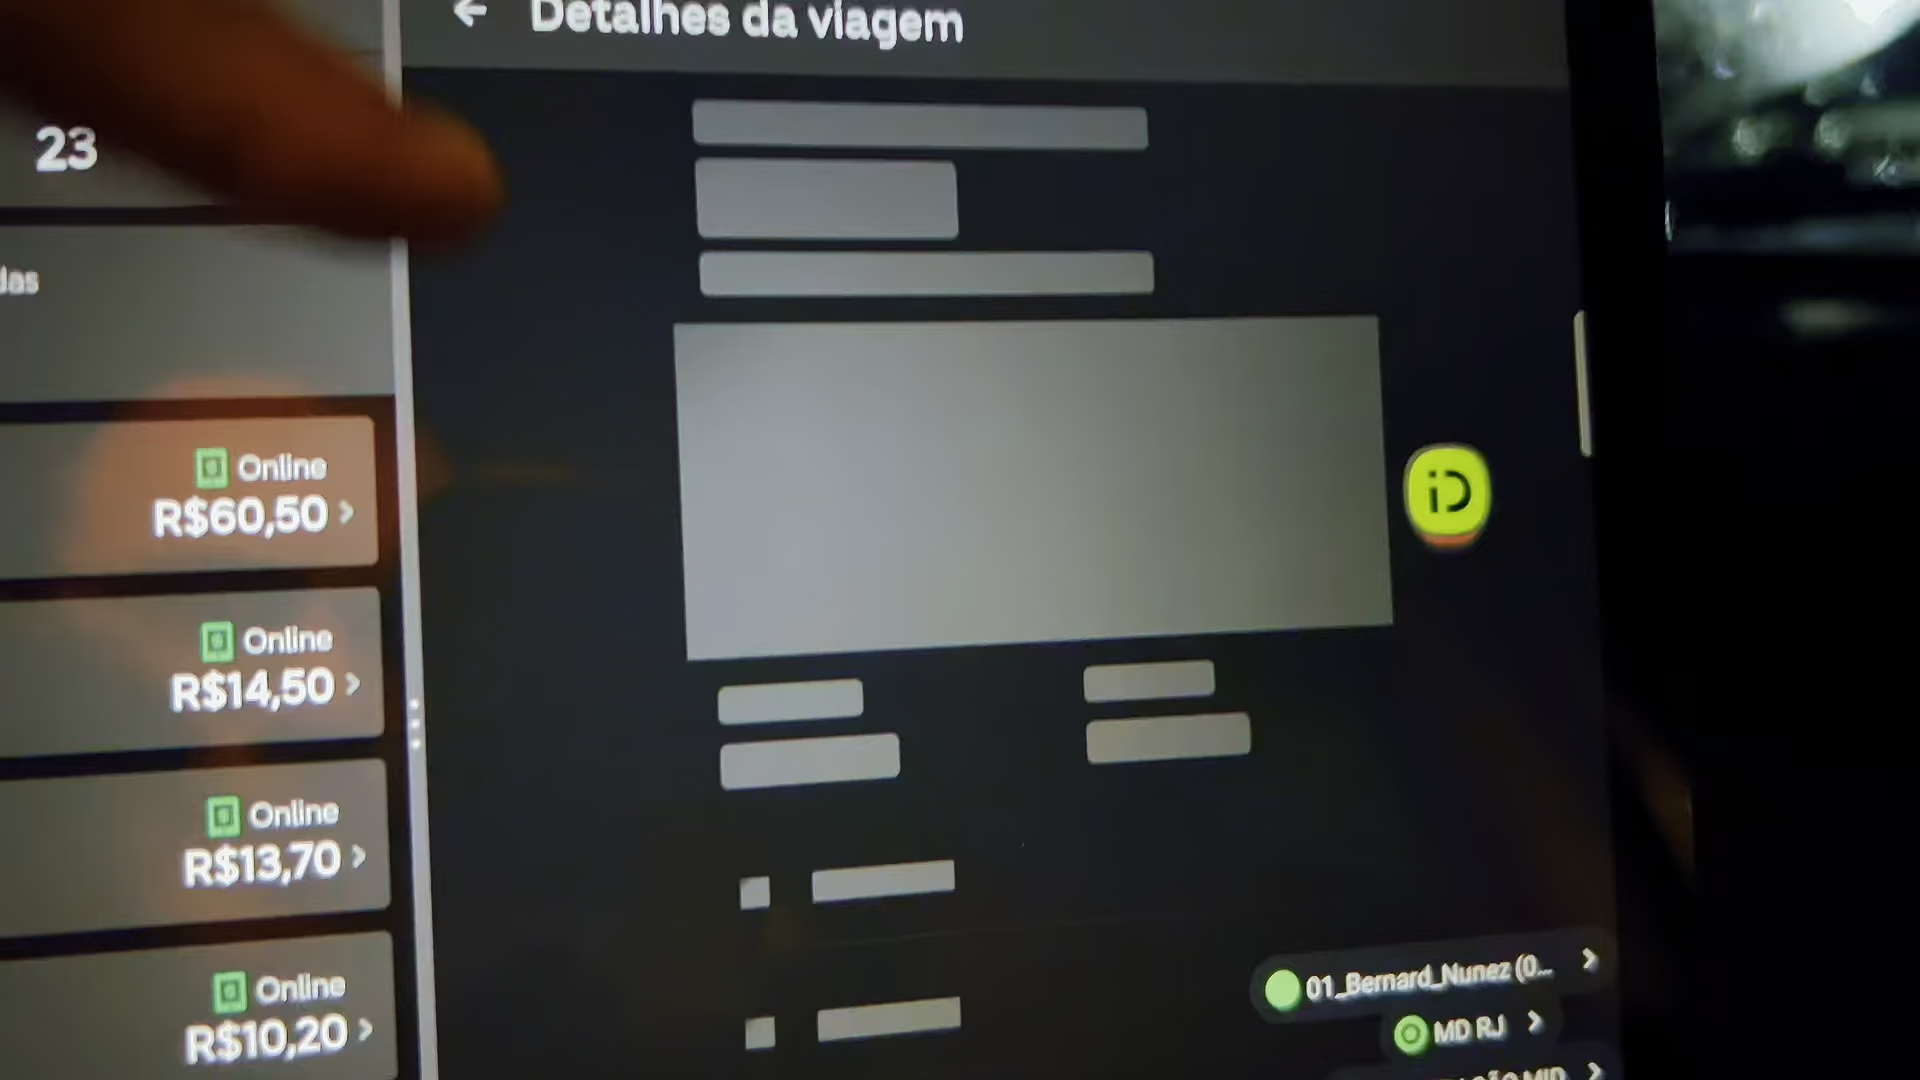 Detalhes da viagem
23
das
Online
R$60,50
Online
R$14,50
Online
R$13,70
Online
R$10,20
iD
01_Bernard_Nunez (0...
MD RJ